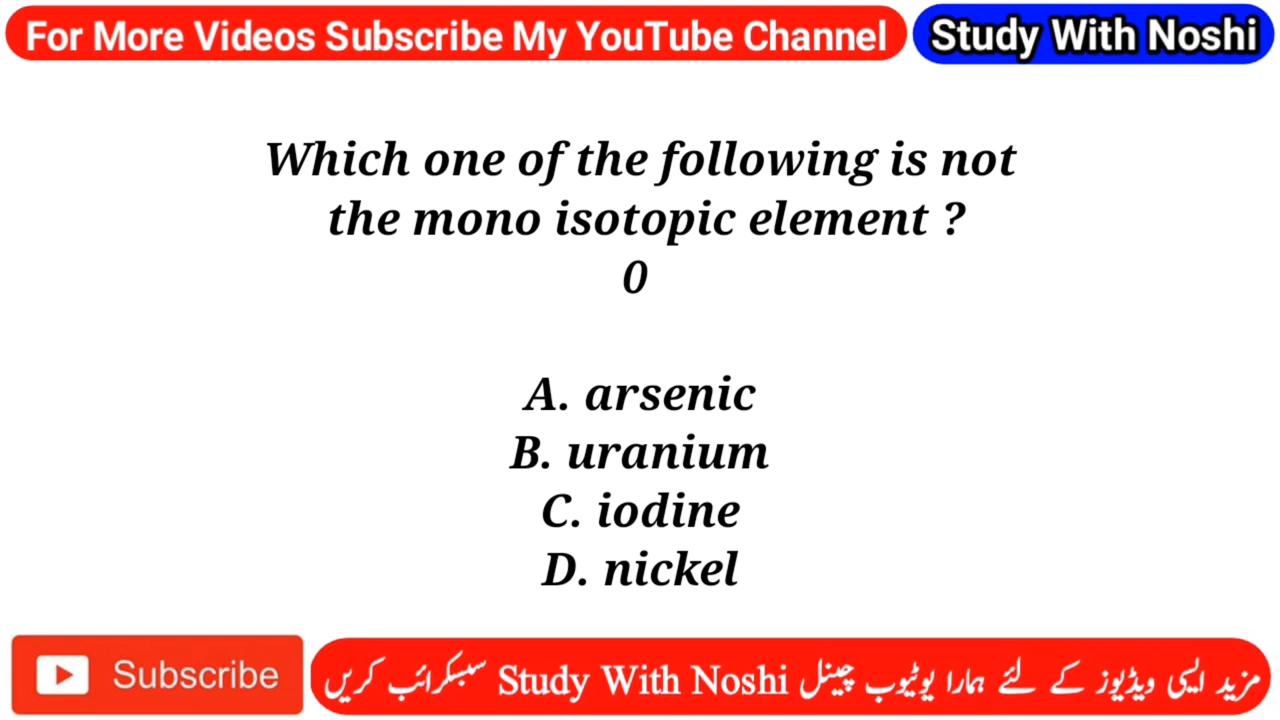 For More Videos Subscribe My YouTube Channel
Study With Noshi
Which one of the following is not
the mono isotopic element ?
0
A. arsenic
B. uranium
C. iodine
D. nickel
Subscribe
مزید ایسی ویڈیوز کے لئے ہمارا یوٹیوب چینل Study With Noshi سبسکرائب کریں